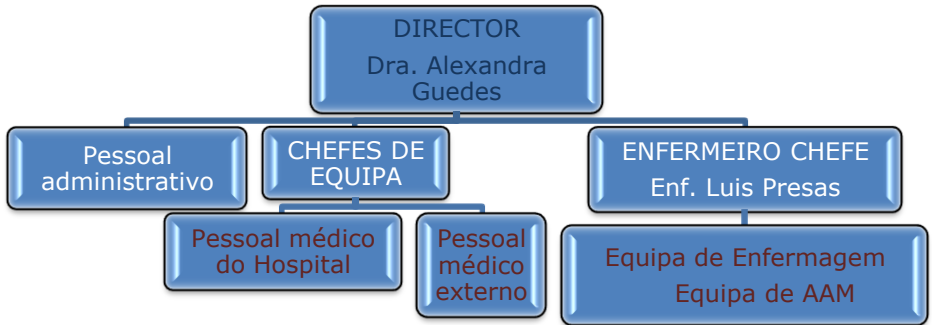 DIRECTOR
Dra. Alexandra
Guedes
Pessoal
administrativo
CHEFES DE
EQUIPA
ENFERMEIRO CHEFE
Enf. Luis Presas
Pessoal médico
do Hospital
Pessoal
médico
externo
Equipa de Enfermagem
Equipa de AAM